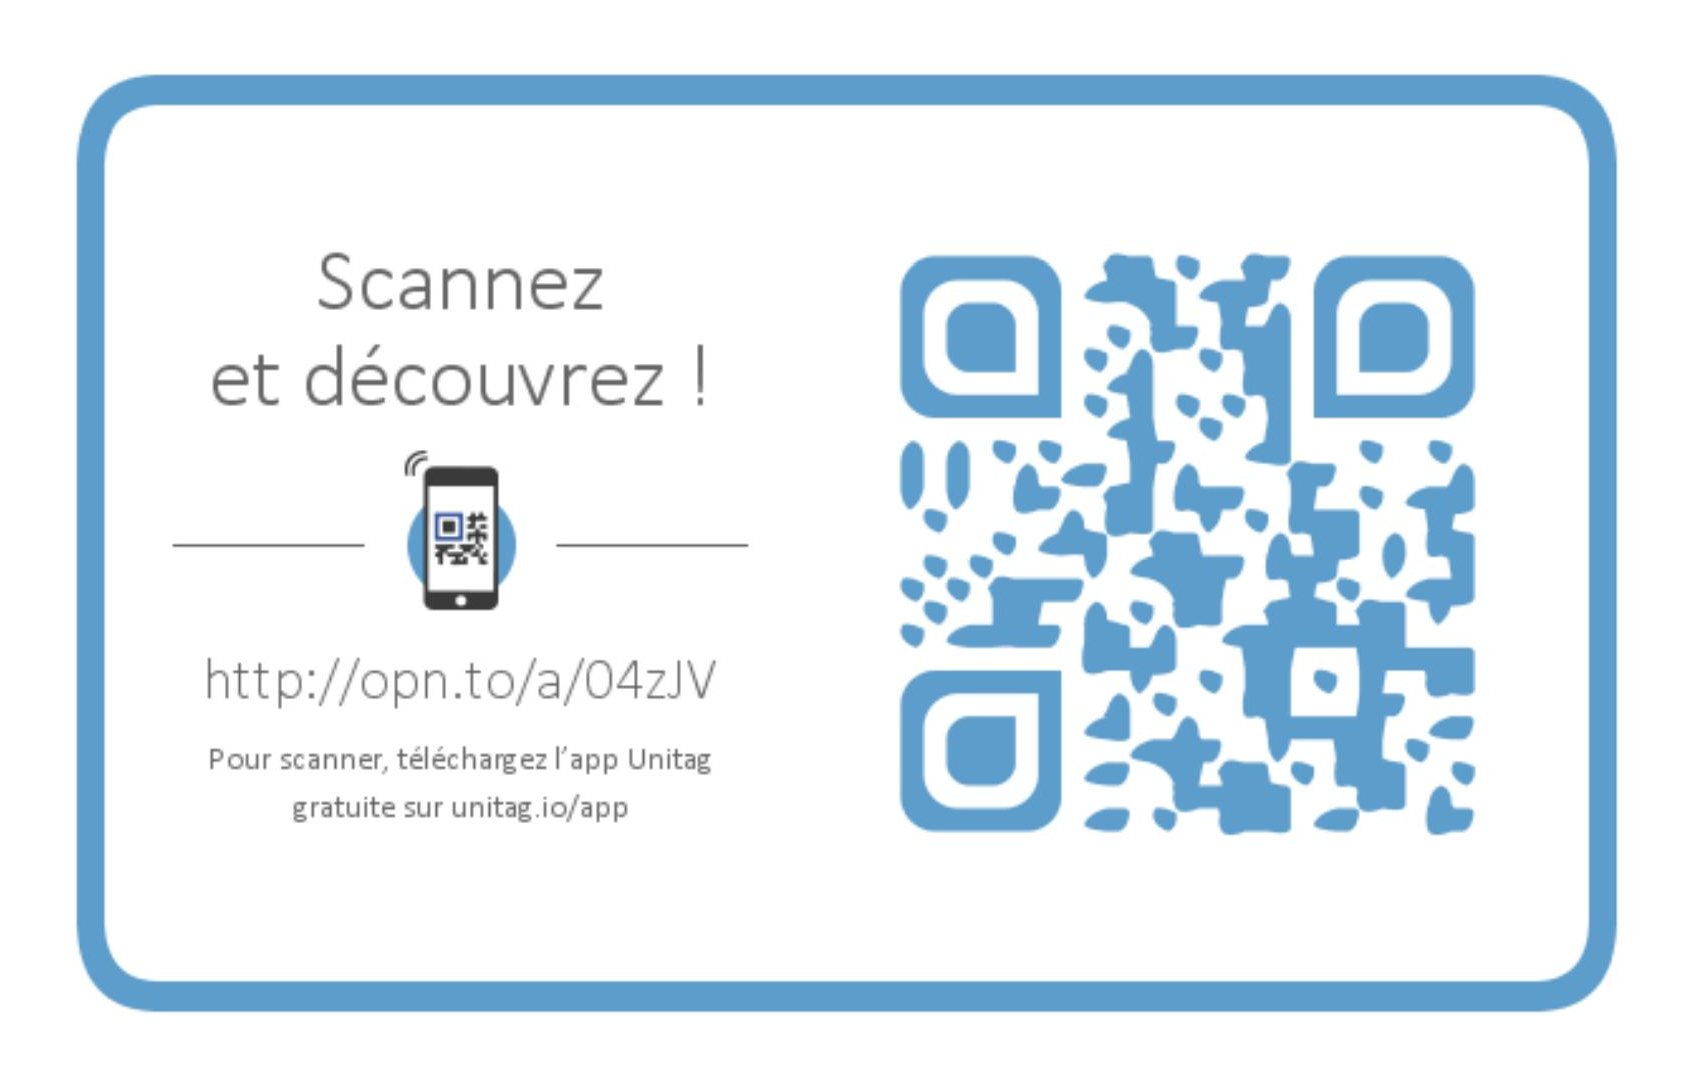 Scannez
et découvrez !
http://opn.to/a/04zJV
Pour scanner, téléchargez l’app Unitag
gratuite sur unitag.io/app